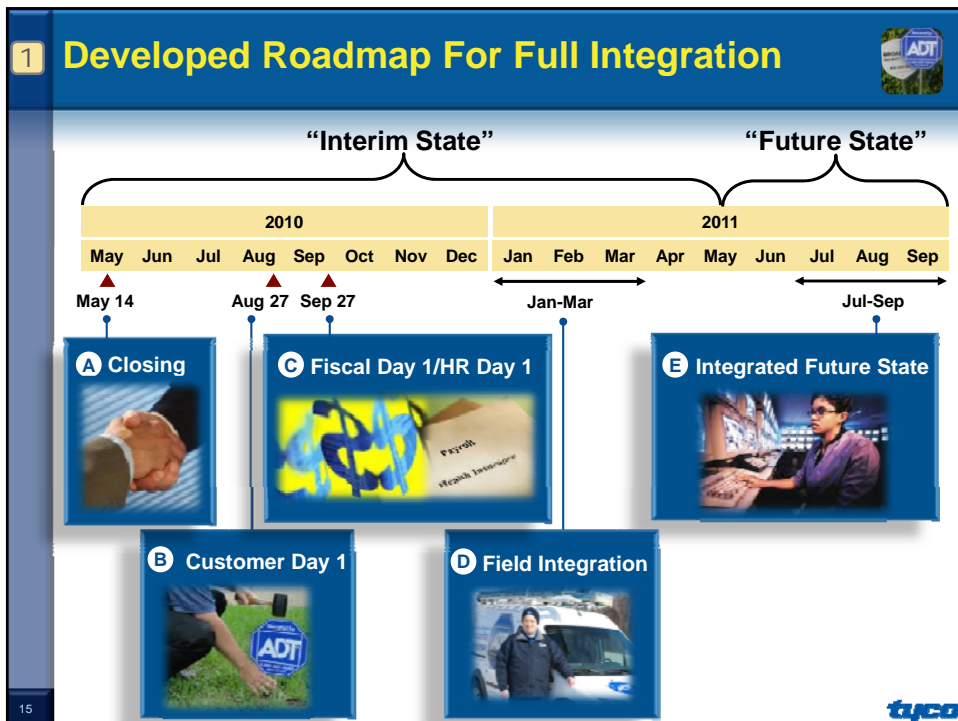 1
Developed Roadmap For Full Integration
ADT
“Interim State”
“Future State”
2010
2011
May Jun Jul Aug Sep Oct Nov Dec Jan Feb Mar Apr May Jun Jul Aug Sep
May 14
Aug 27
Sep 27
Jan-Mar
Jul-Sep
A Closing
C Fiscal Day 1/HR Day 1
Payroll
Health Insurance
E Integrated Future State
B Customer Day 1
ADT
D Field Integration
15
tyco